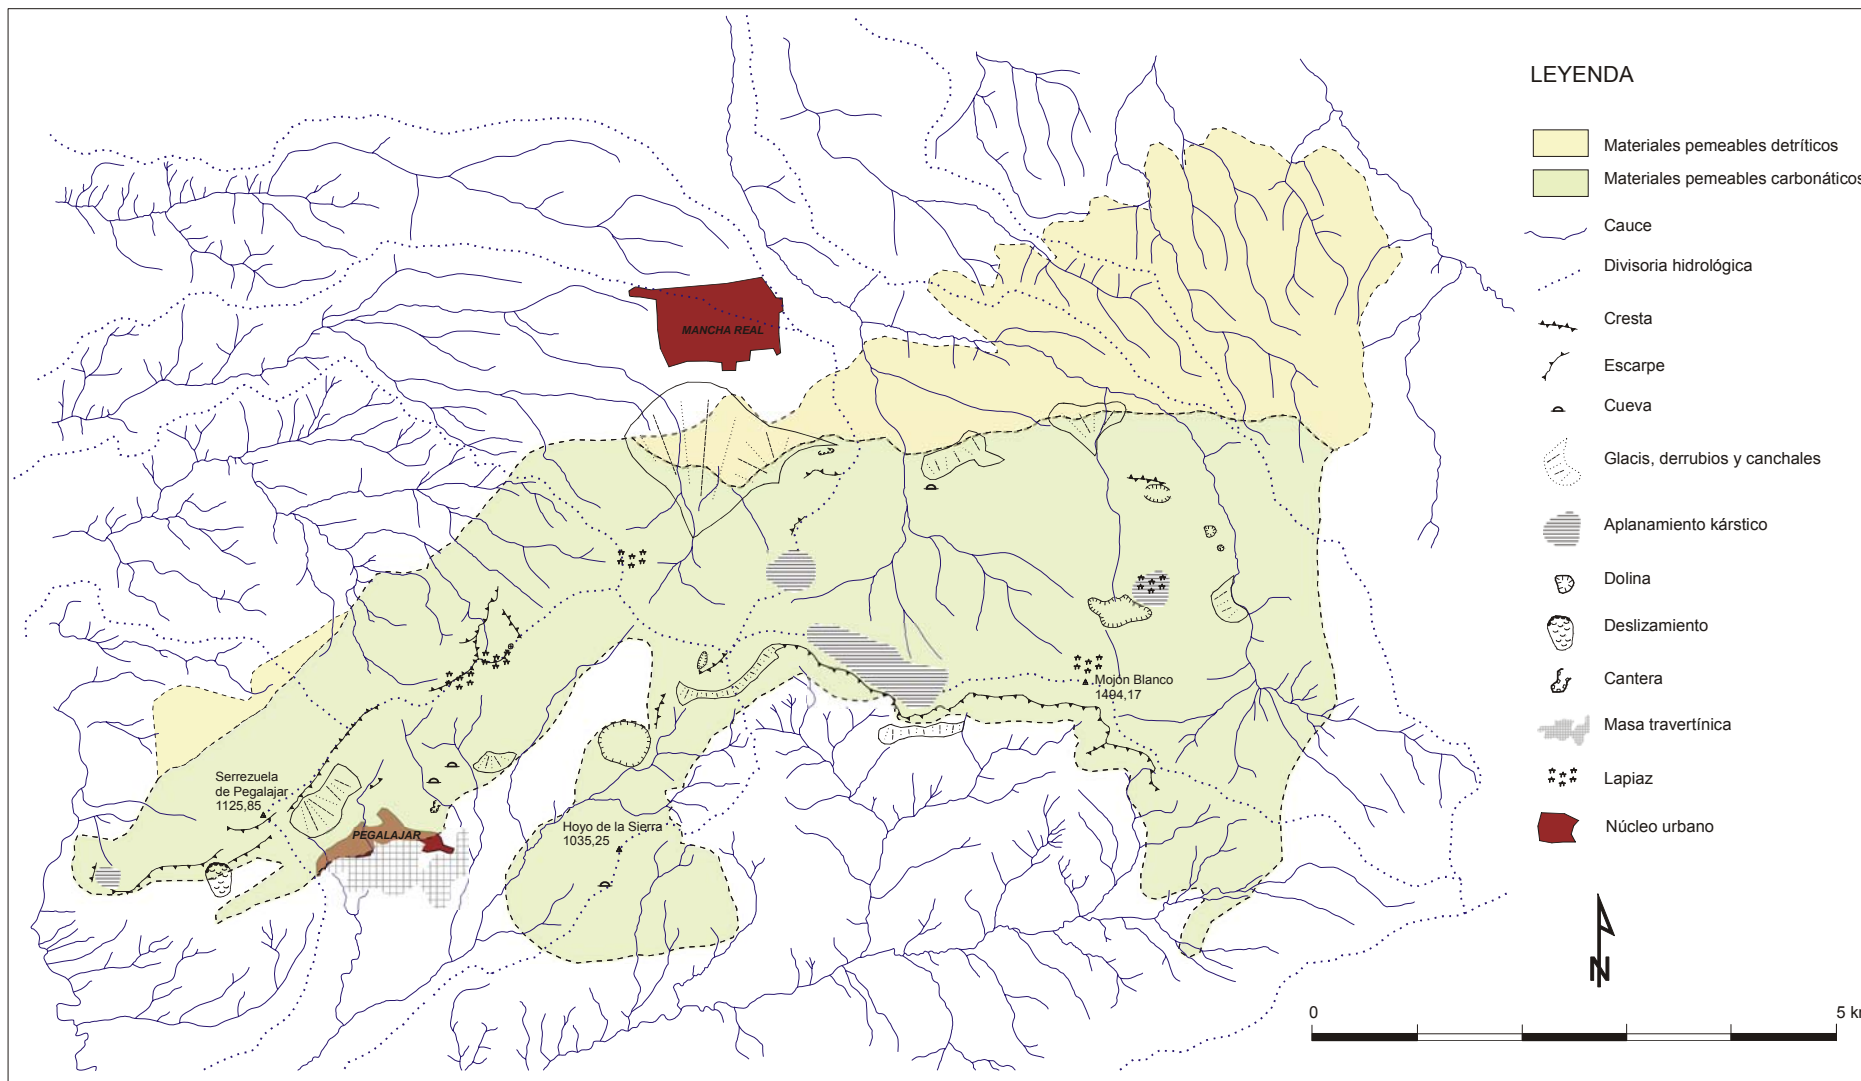 LEYENDA
Materiales pemeables detríticos
Materiales pemeables carbonáticos
Cauce
Divisoria hidrológica
Cresta
Escarpe
Cueva
Glacis, derrubios y canchales
Aplanamiento kárstico
Dolina
Deslizamiento
Cantera
Masa travertínica
Lapiaz
Núcleo urbano
MANCHA REAL
Mojón Blanco
1494,17
Serrezuela
de Pegalajar
1125,85
PEGALAJAR
Hoyo de la Sierra
1035,25
N
0 5 km